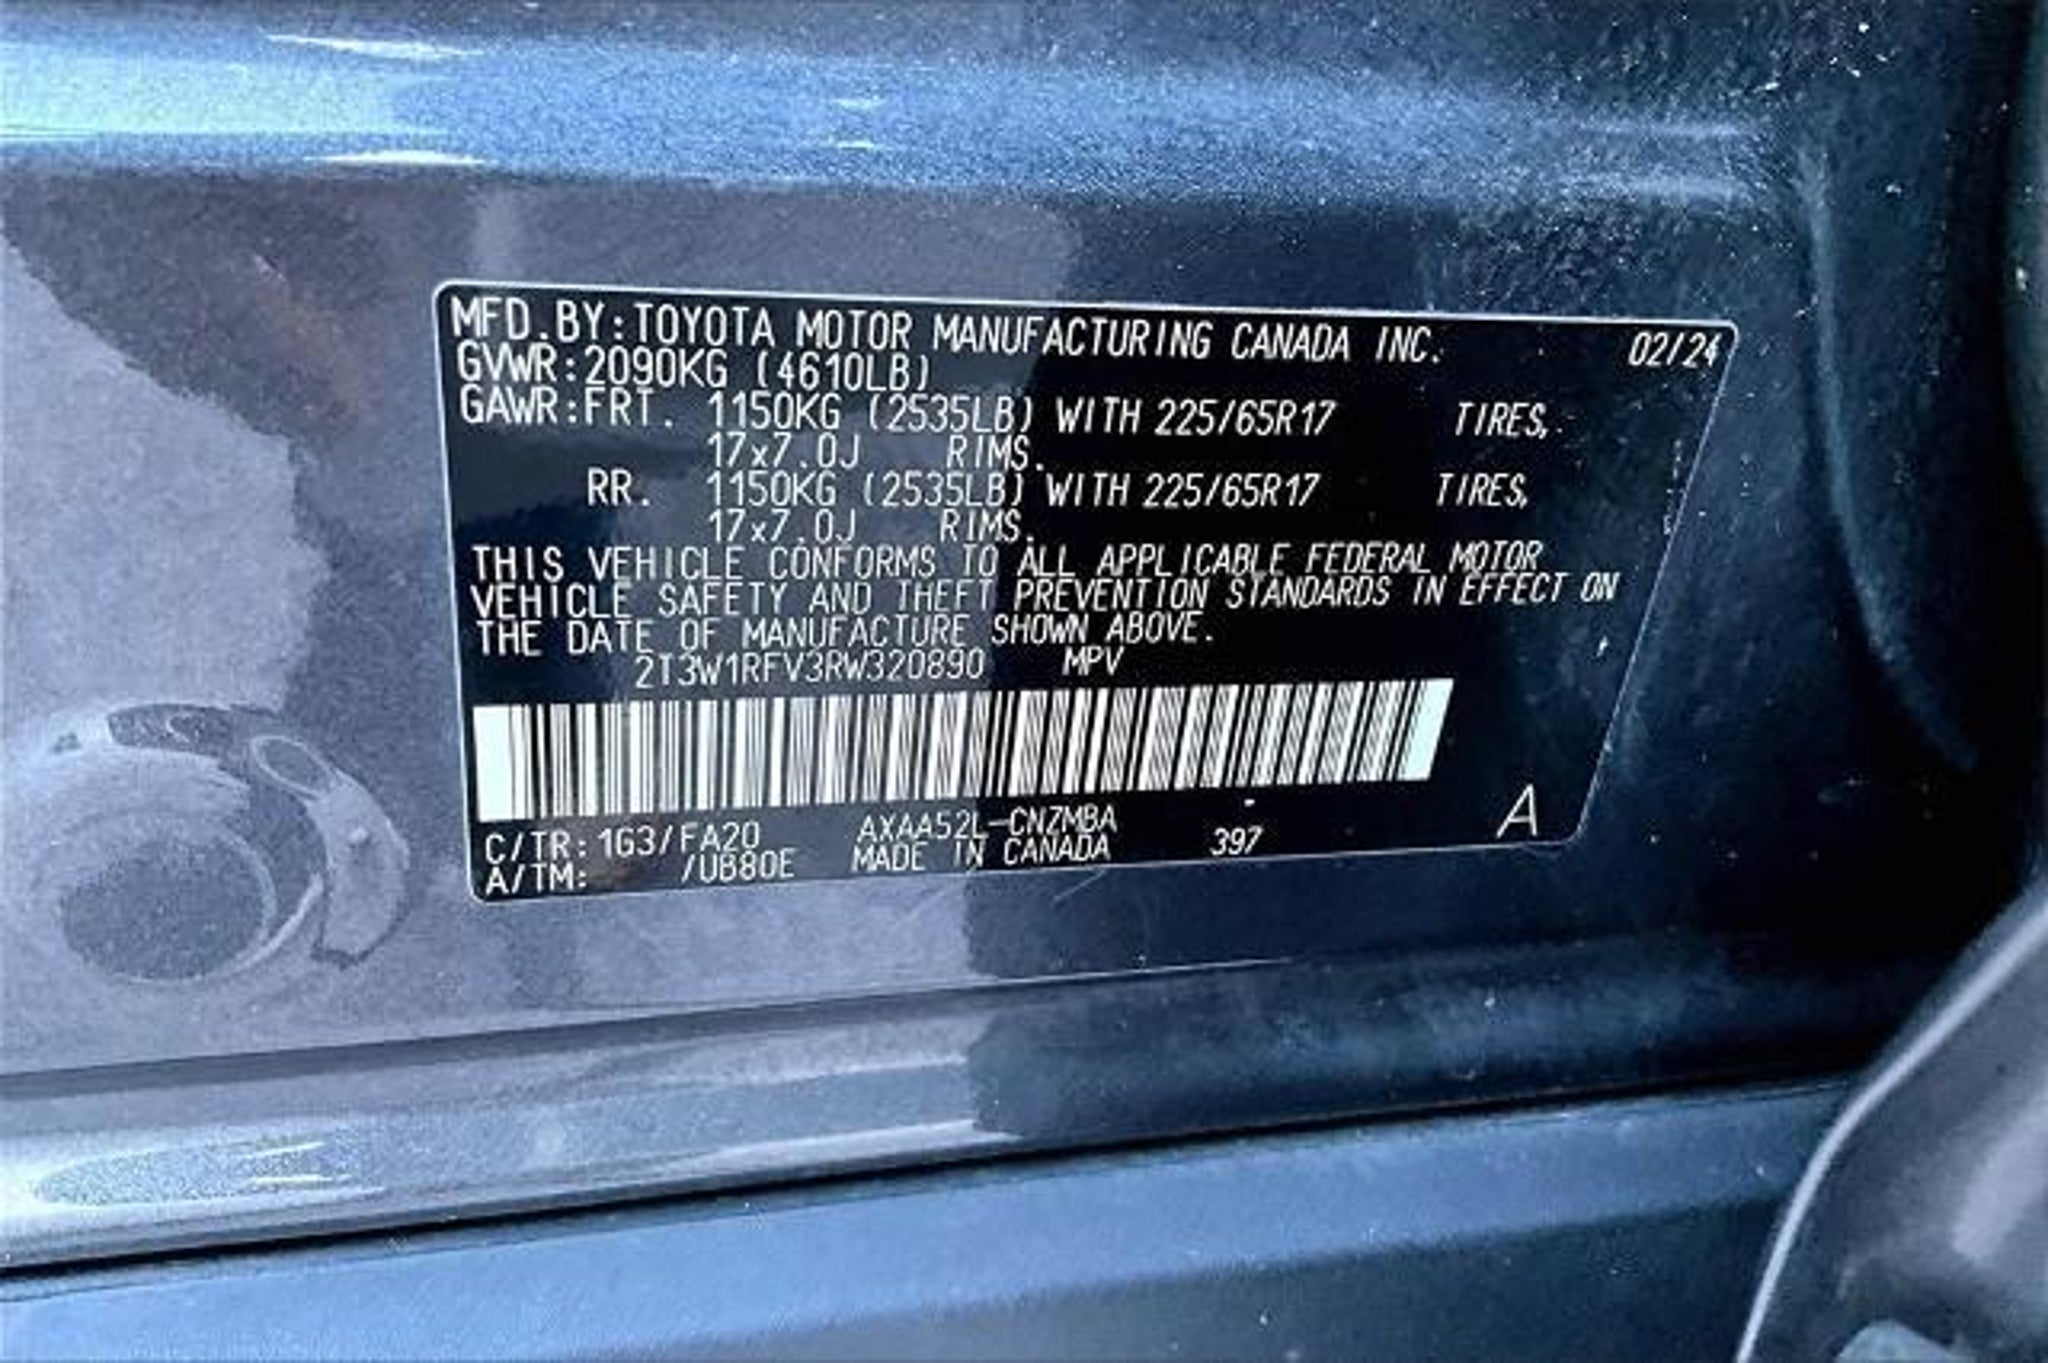 MFD.BY:TOYOTA MOTOR MANUFACTURING CANADA INC. 02/24
GVWR:2090KG (4610LB)
GAWR:FRT. 1150KG (2535LB) WITH 225/65R17 TIRES,
17x7.0J RIMS.
RR. 1150KG (2535LB) WITH 225/65R17 TIRES,
17x7.0J RIMS.
THIS VEHICLE CONFORMS TO ALL APPLICABLE FEDERAL MOTOR
VEHICLE SAFETY AND THEFT PREVENTION STANDARDS IN EFFECT ON
THE DATE OF MANUFACTURE SHOWN ABOVE.
2T3W1RFV3RW320890 MPV
C/TR:1G3/FA20 AXAA52L-CNZMBA 397 A
A/TM: /UB80E MADE IN CANADA